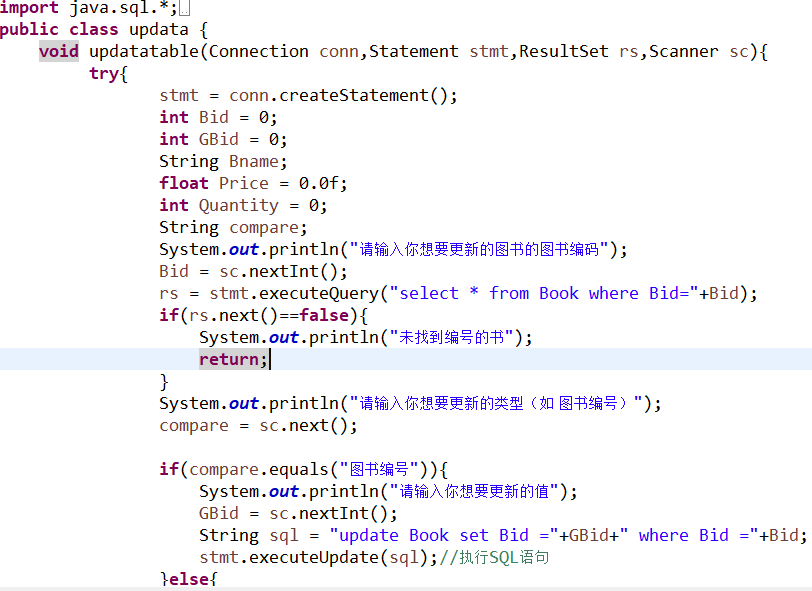 import java.sql.*;
public class updata {
void updatatable(Connection conn,Statement stmt,ResultSet rs,Scanner sc){
try{
stmt = conn.createStatement();
int Bid = 0;
int GBid = 0;
String Bname;
float Price = 0.0f;
int Quantity = 0;
String compare;
System.out.println("请输入你想要更新的图书的图书编码");
Bid = sc.nextInt();
rs = stmt.executeQuery("select * from Book where Bid="+Bid);
if(rs.next()==false){
System.out.println("未找到编号的书");
return;
}
System.out.println("请输入你想要更新的类型（如 图书编号）");
compare = sc.next();
if(compare.equals("图书编号")){
System.out.println("请输入你想要更新的值");
GBid = sc.nextInt();
String sql = "update Book set Bid ="+GBid+" where Bid ="+Bid;
stmt.executeUpdate(sql);//执行SQL语句
}else{